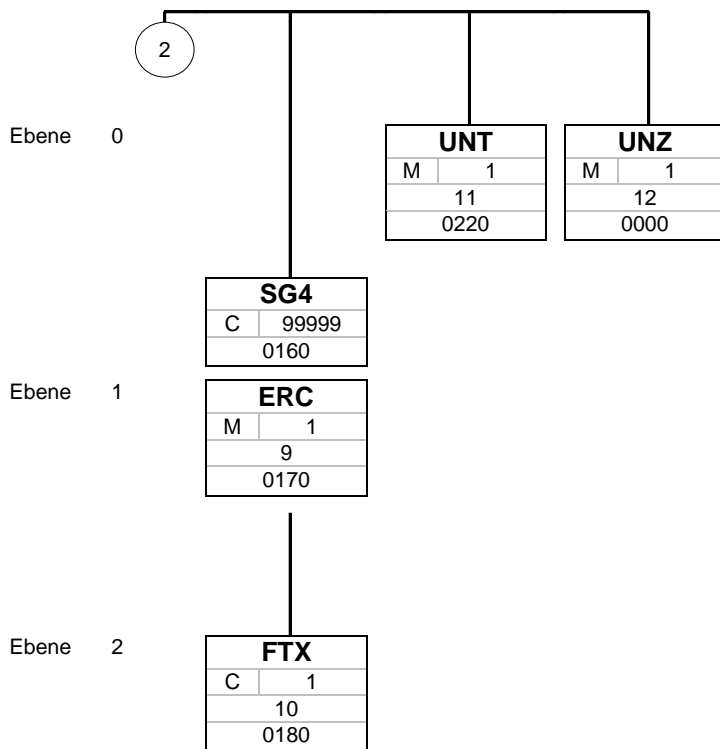 2
Ebene 0
UNT
M 1
11
0220
UNZ
M 1
12
0000
SG4
C 99999
0160
Ebene 1
ERC
M 1
9
0170
Ebene 2
FTX
C 1
10
0180